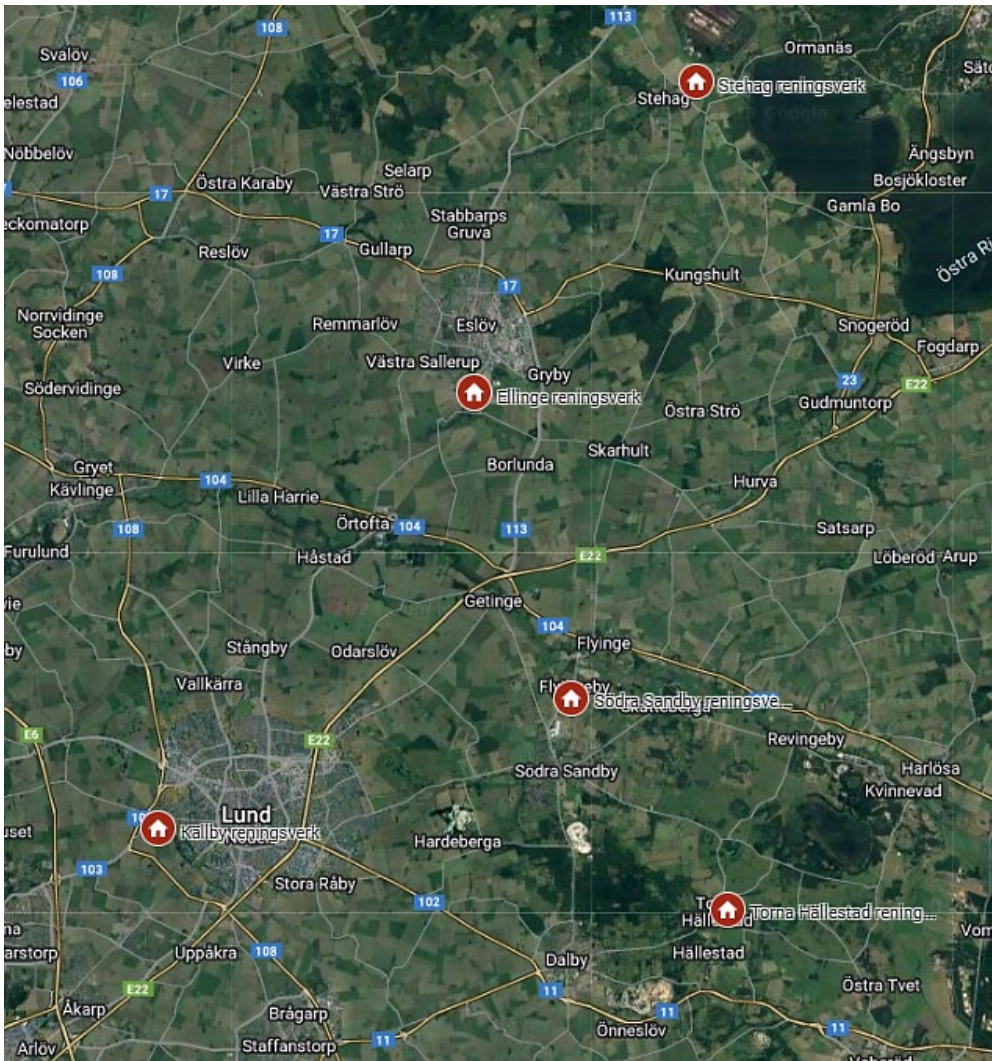 113
108
Ormanäs
Svalöv
106
Stehag reningsverk
Stehag
elestad
Google
Nöbbelöv
Ängsbyn
Selarp
Bosjökloster
Östra Karaby
Västra Strö
17
Gamla Bo
Stabbarps
Gruva
eckomatorp
17
Reslöv
Gullarp
Östra Ri
108
Kungshult
17
Norrvidinge
Socken
Remmarlöv
Eslöv
Snogeröd
Fogdarp
Virke
Västra Sallerup
Gryby
23
E22
Södervidinge
Ellinge reningsverk
Gudmuntorp
Östra Strö
Skarhult
Borlunda
Gryet
104
Hurva
Kävlinge
Lilla Harrie
Örtofta
104
113
108
Satsarp
Furulund
Håstad
E22
Löberöd
Arup
Getinge
104
Flyinge
Stångby
Odarslöv
Vallkärra
Södra Sandby reningsve...
E6
E22
Revingeby
Södra Sandby
Harlösa
Kvinnevad
Lund
Källby reningsverk
Hardeberga
103
Stora Råby
102
Torna Hällestad rening...
Uppåkra
108
Hällestad
Dalby
E22
11
Östra Tvet
Åkarp
Brågarp
11
Önneslöv
11
Arlöv
Staffanstorp
11